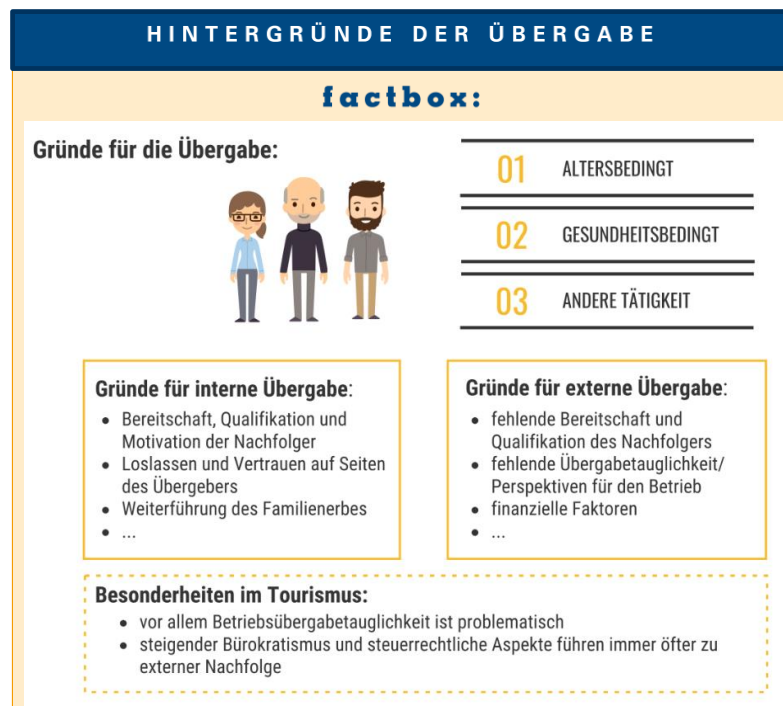 HINTERGRÜNDE DER ÜBERGABE
factbox:
Gründe für die Übergabe:
01 ALTERSBEDINGT
02 GESUNDHEITSBEDINGT
03 ANDERE TÄTIGKEIT
Gründe für interne Übergabe:
• Bereitschaft, Qualifikation und
Motivation der Nachfolger
• Loslassen und Vertrauen auf Seiten
des Übergebers
• Weiterführung des Familienerbes
• ...
Gründe für externe Übergabe:
• fehlende Bereitschaft und
Qualifikation des Nachfolgers
• fehlende Übergabetauglichkeit/
Perspektiven für den Betrieb
• finanzielle Faktoren
• ...
Besonderheiten im Tourismus:
• vor allem Betriebsübergabetauglichkeit ist problematisch
• steigender Bürokratismus und steuerrechtliche Aspekte führen immer öfter zu
externer Nachfolge